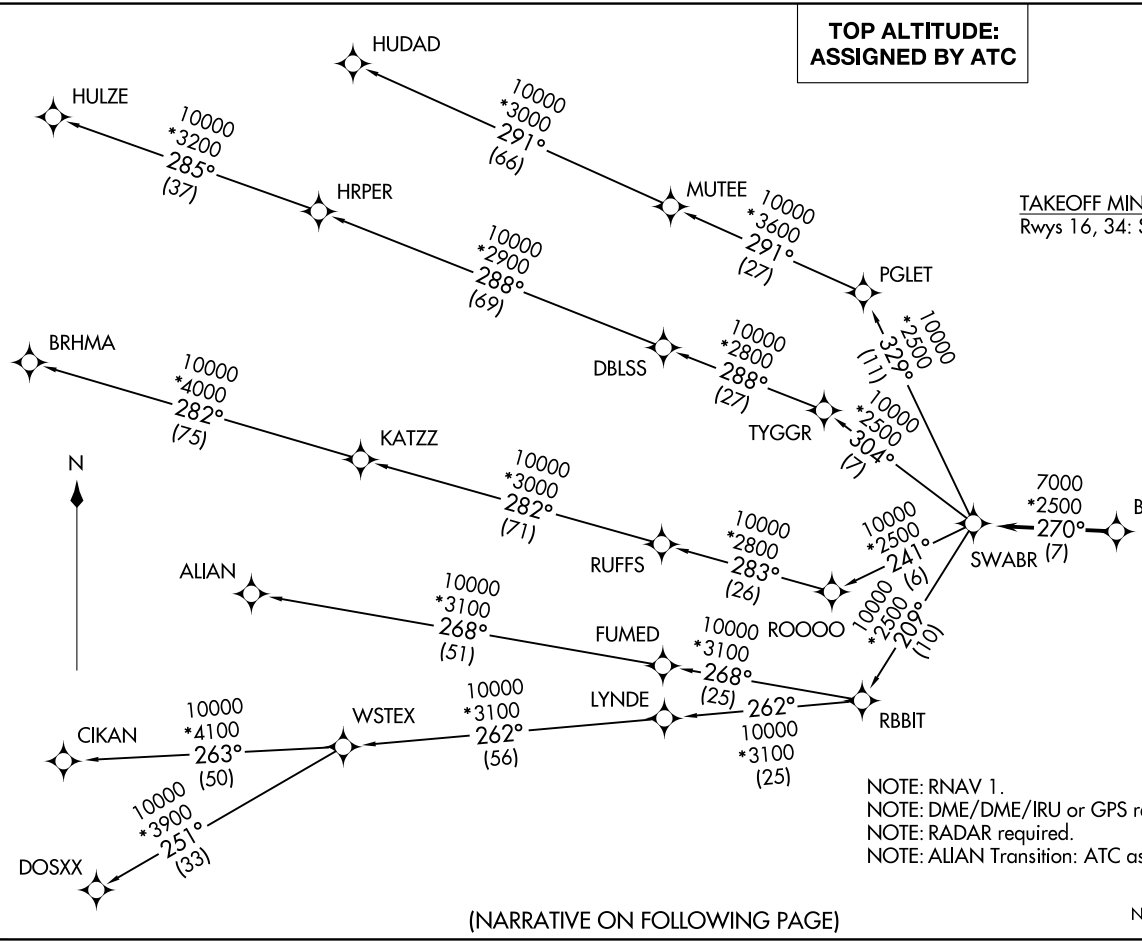 TOP ALTITUDE:
ASSIGNED BY ATC
HUDAD
10000
*3000
291°
(66)
HULZE
10000
*3200
285°
(37)
HRPER
MUTEE
10000
*3600
291°
(27)
TAKEOFF MIN
Rwys 16, 34: S
PGLET
10000
*2900
288°
(69)
10000
*2500
329°
(11)
BRHMA
10000
*4000
282°
(75)
DBLSS
10000
*2800
288°
(27)
TYGGR
10000
*2500
304°
(7)
KATZZ
N
10000
*3000
282°
(71)
7000
*2500
270°
(7)
B
SWABR
10000
*2500
241°
(6)
RUFFS
10000
*2800
283°
(26)
ROOOO
10000
*2500
209°
(10)
ALIAN
10000
*3100
268°
(51)
FUMED
10000
*3100
268°
(25)
RBBIT
LYNDE
262°
10000
*3100
(25)
WSTEX
10000
*3100
262°
(56)
CIKAN
10000
*4100
263°
(50)
10000
*3900
251°
(33)
DOSXX
NOTE: RNAV 1.
NOTE: DME/DME/IRU or GPS re
NOTE: RADAR required.
NOTE: ALIAN Transition: ATC as
(NARRATIVE ON FOLLOWING PAGE)
N